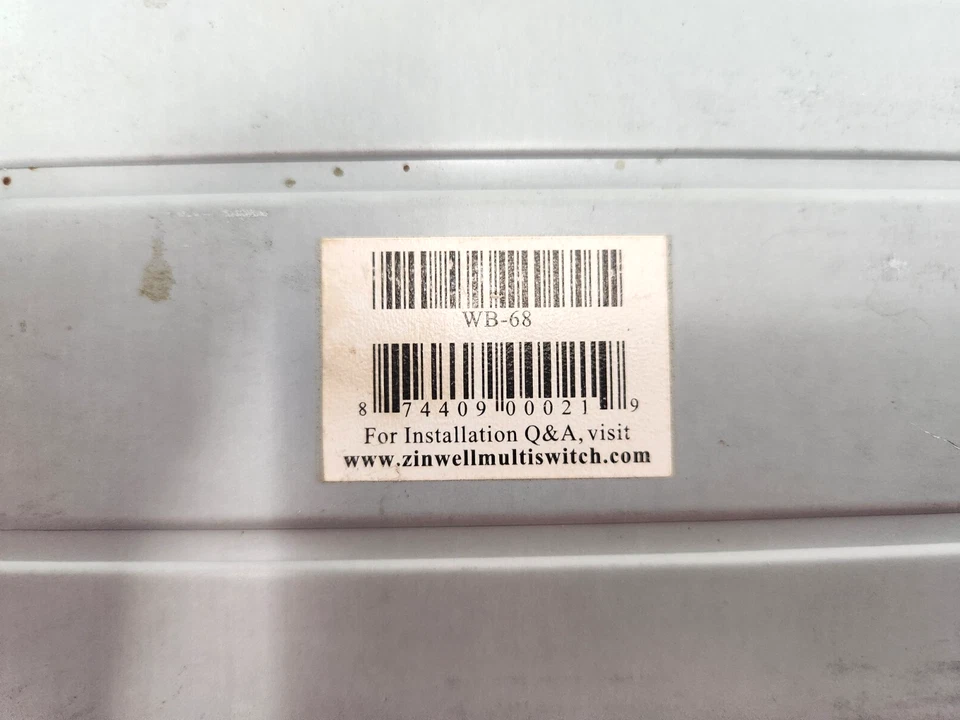 WB-68
8 74409 00021 9
For Installation Q&A, visit
www.zinwellmultiswitch.com